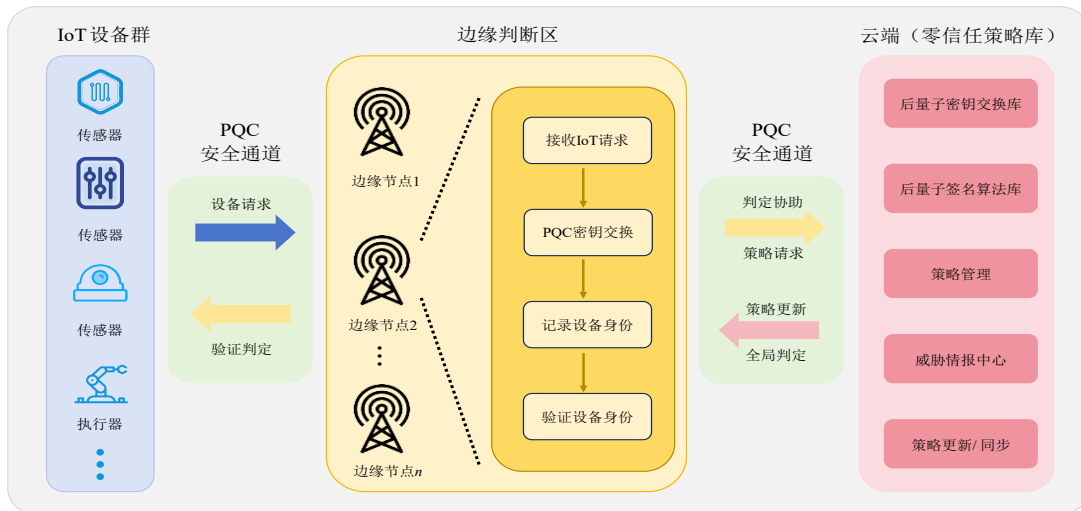 IoT 设备群
传感器
传感器
传感器
执行器
PQC
安全通道
设备请求
验证判定
边缘判断区
边缘节点1
边缘节点2
边缘节点n
接收IoT请求
PQC密钥交换
记录设备身份
验证设备身份
PQC
安全通道
判定协助
策略请求
策略更新
全局判定
云端（零信任策略库）
后量子密钥交换库
后量子签名算法库
策略管理
威胁情报中心
策略更新/ 同步